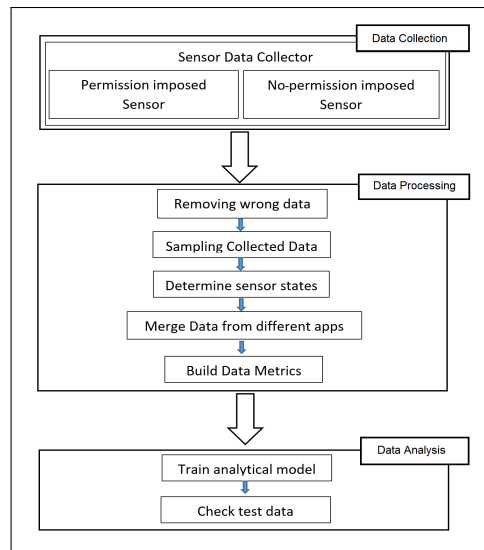 Data Collection
Sensor Data Collector
Permission imposed
Sensor
No-permission imposed
Sensor
Data Processing
Removing wrong data
Sampling Collected Data
Determine sensor states
Merge Data from different apps
Build Data Metrics
Data Analysis
Train analytical model
Check test data